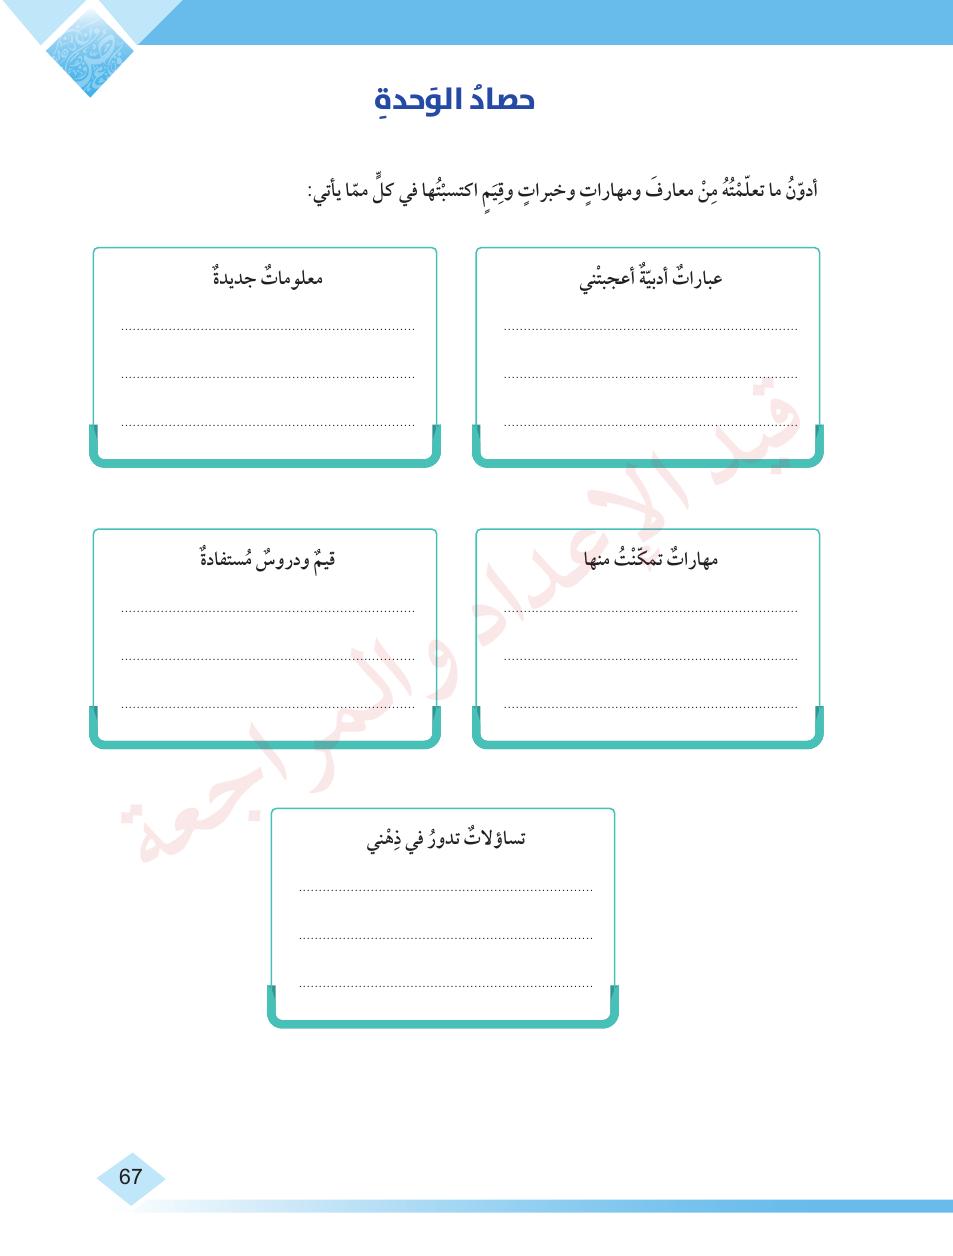 حصادُ الوَحدةِ
أدوّنُ ما تعلّمْتُهُ مِنْ معارفَ ومهاراتٍ وخبراتٍ وقِيَمٍ اكتسبْتُها في كلٍّ ممّا يأتي:
عباراتٌ أدبيّةٌ أعجبتْني
معلوماتٌ جديدةٌ
مهاراتٌ تمكّنْتُ منها
قيمٌ ودروسٌ مُستفادةٌ
تساؤلاتٌ تدورُ في ذِهْني
قيد الإعداد والمراجعة
67